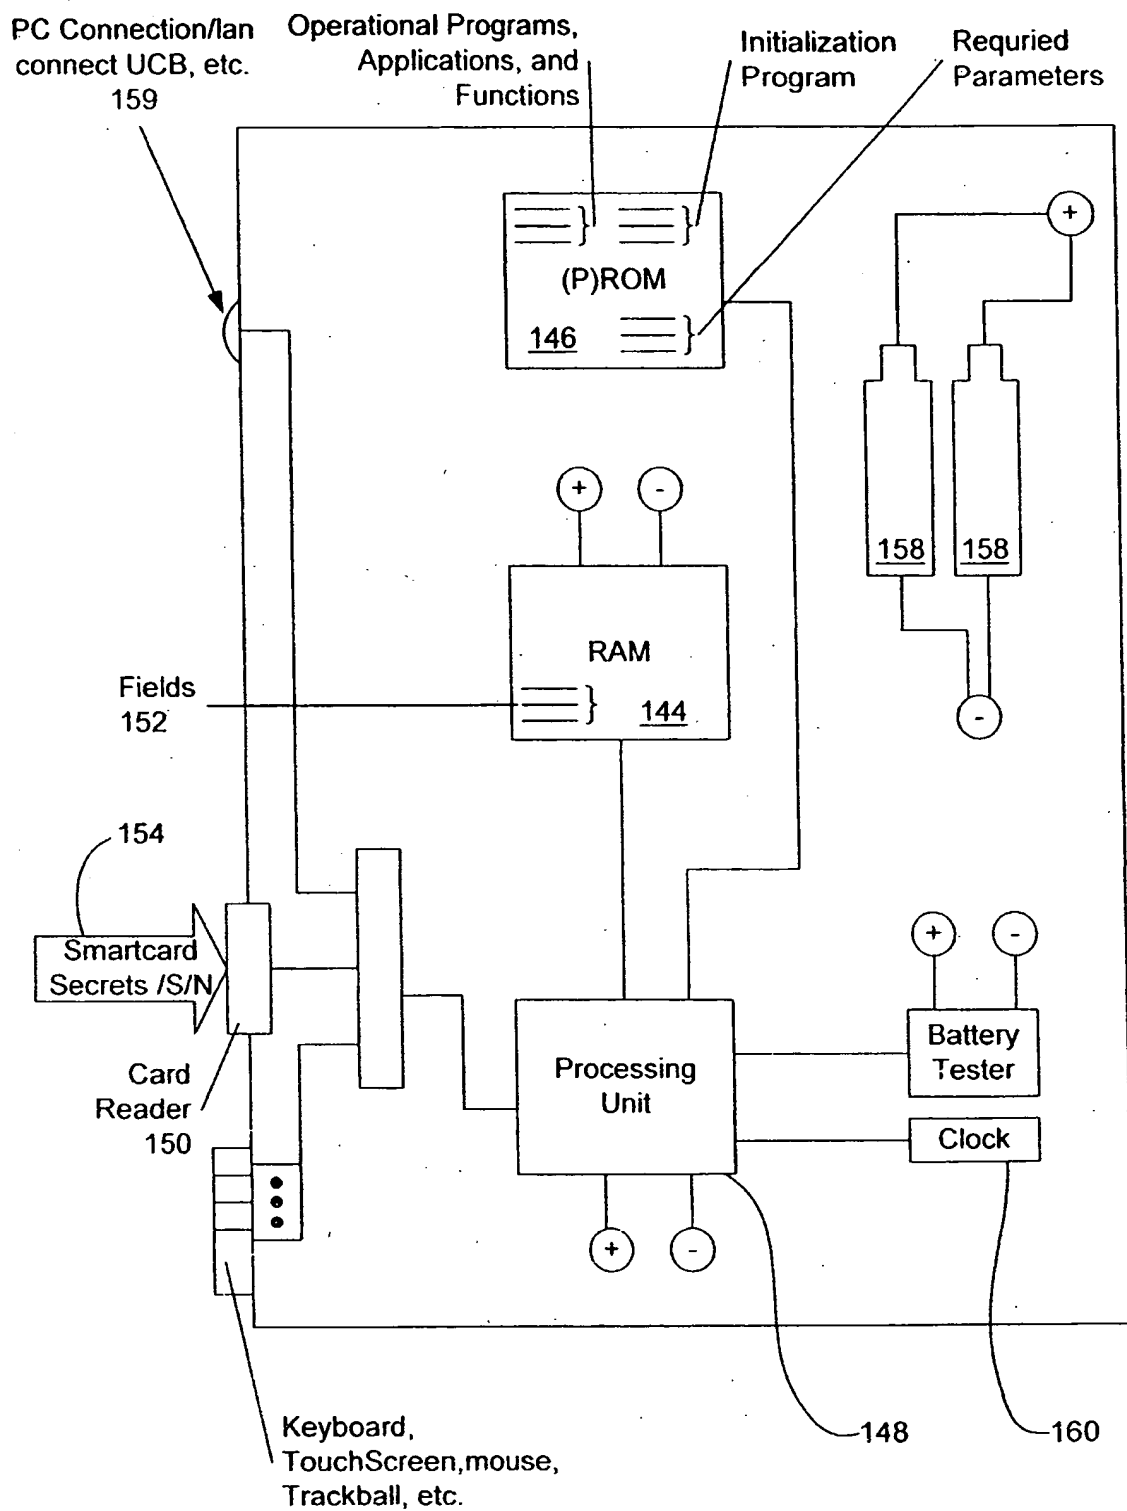 PC Connection/lan
connect UCB, etc.
159
Operational Programs,
Applications, and
Functions
Initialization
Program
Requried
Parameters
+
(P)ROM
146
+
-
158
158
RAM
Fields
152
144
-
154
Smartcard
Secrets /S/N
+
-
Battery
Tester
Processing
Unit
Card
Reader
150
Clock
+
-
Keyboard,
TouchScreen,mouse,
Trackball, etc.
148
160